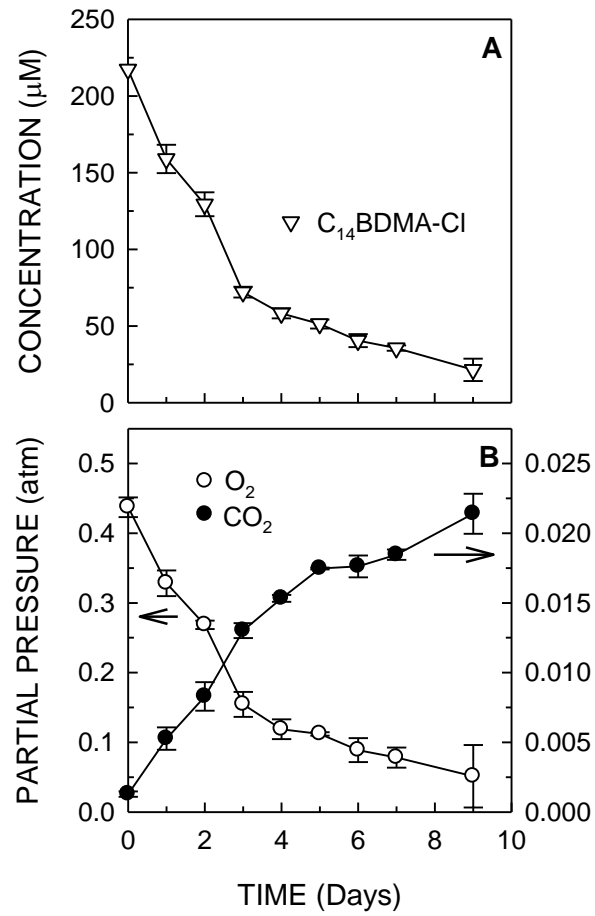 A
CONCENTRATION (μM)
250
200
150
100
50
0
C₁₄BDMA-Cl
B
PARTIAL PRESSURE (atm)
0.5
0.4
0.3
0.2
0.1
0.0
O₂
CO₂
0.025
0.020
0.015
0.010
0.005
0.000
0 2 4 6 8 10
TIME (Days)